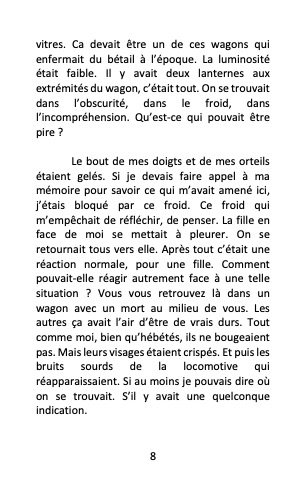 vitres. Ca devait être un de ces wagons qui
enfermait du bétail à l'époque. La luminosité
était faible. Il y avait deux lanternes aux
extrémités du wagon, c'était tout. On se trouvait
dans l'obscurité, dans le froid, dans
l'incompréhension. Qu'est-ce qui pouvait être
pire ?
Le bout de mes doigts et de mes orteils
étaient gelés. Si je devais faire appel à ma
mémoire pour savoir ce qui m'avait amené ici,
j'étais bloqué par ce froid. Ce froid qui
m'empêchait de réfléchir, de penser. La fille en
face de moi se mettait à pleurer. On se
retournait tous vers elle. Après tout c'était une
réaction normale, pour une fille. Comment
pouvait-elle réagir autrement face à une telle
situation ? Vous vous retrouvez là dans un
wagon avec un mort au milieu de vous. Les
autres ça avait l'air d'être de vrais durs. Tout
comme moi, bien qu'hébétés, ils ne bougeaient
pas. Mais leurs visages étaient crispés. Et puis les
bruits sourds de la locomotive qui
réapparaissaient. Si au moins je pouvais dire où
on se trouvait. S'il y avait une quelconque
indication.
8